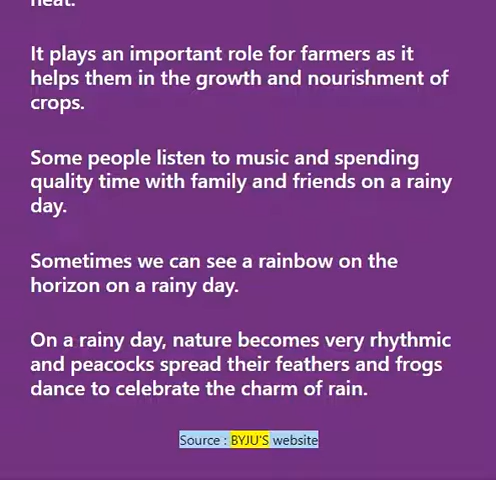 heat.
It plays an important role for farmers as it
helps them in the growth and nourishment of
crops.
Some people listen to music and spending
quality time with family and friends on a rainy
day.
Sometimes we can see a rainbow on the
horizon on a rainy day.
On a rainy day, nature becomes very rhythmic
and peacocks spread their feathers and frogs
dance to celebrate the charm of rain.
Source : BYJU'S website